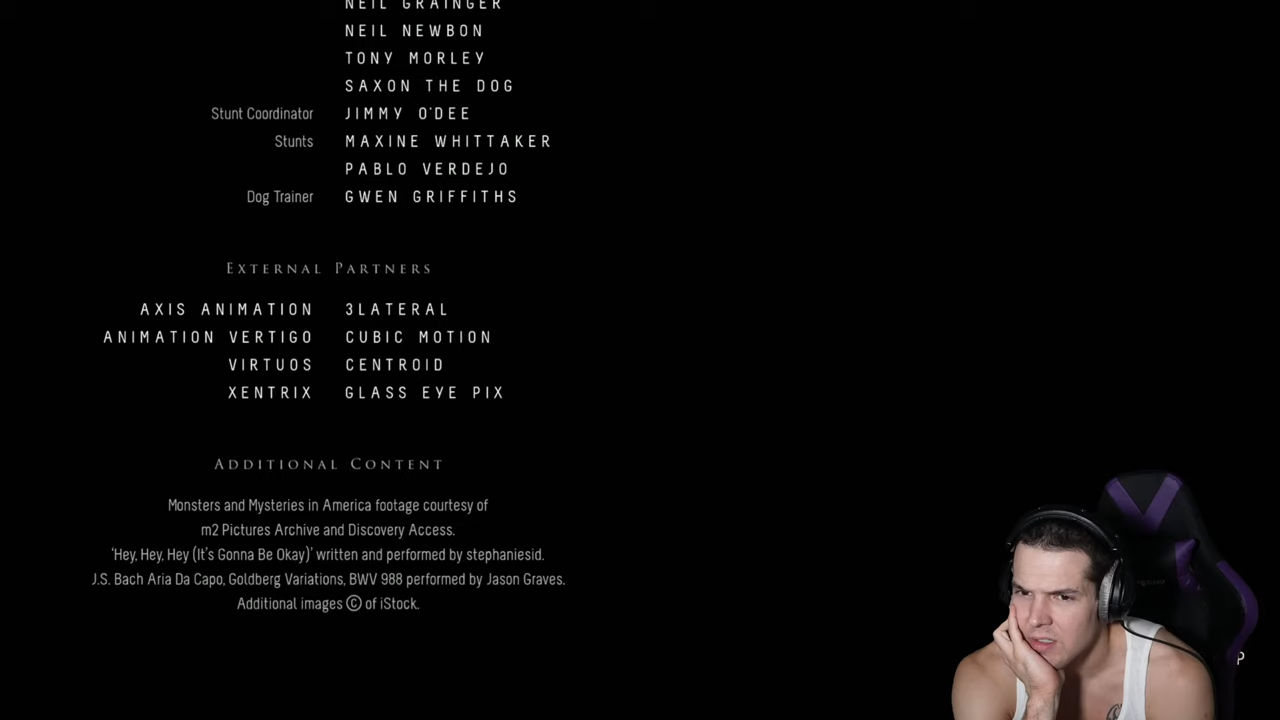 NEIL GRAINGER
NEIL NEWBON
TONY MORLEY
SAXON THE DOG
Stunt Coordinator JIMMY O'DEE
Stunts MAXINE WHITTAKER
PABLO VERDEJO
Dog Trainer GWEN GRIFFITHS
EXTERNAL PARTNERS
AXIS ANIMATION 3LATERAL
ANIMATION VERTIGO CUBIC MOTION
VIRTUOS CENTROID
XENTRIX GLASS EYE PIX
ADDITIONAL CONTENT
Monsters and Mysteries in America footage courtesy of
m2 Pictures Archive and Discovery Access.
'Hey, Hey, Hey (It's Gonna Be Okay)' written and performed by stephaniesid.
J.S. Bach Aria Da Capo, Goldberg Variations, BWV 988 performed by Jason Graves.
Additional images © of iStock.